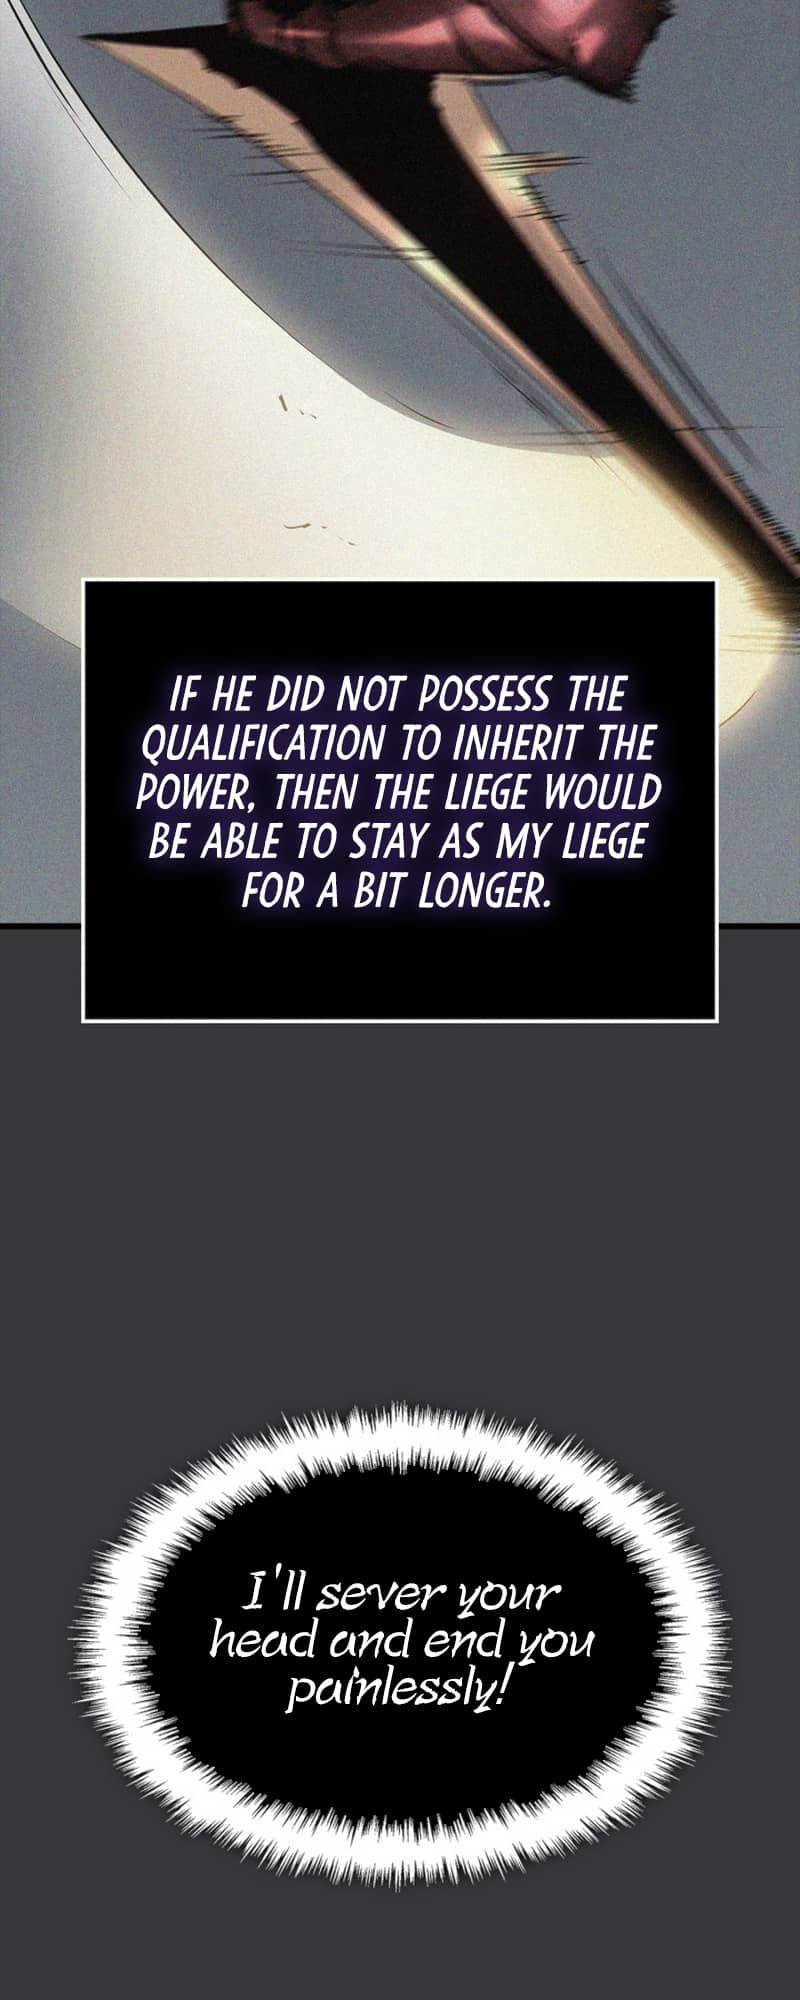 IF HE DID NOT POSSESS THE
QUALIFICATION TO INHERIT THE
POWER, THEN THE LIEGE WOULD
BE ABLE TO STAY AS MY LIEGE
FOR A BIT LONGER.
I'll sever your
head and end you
painlessly!